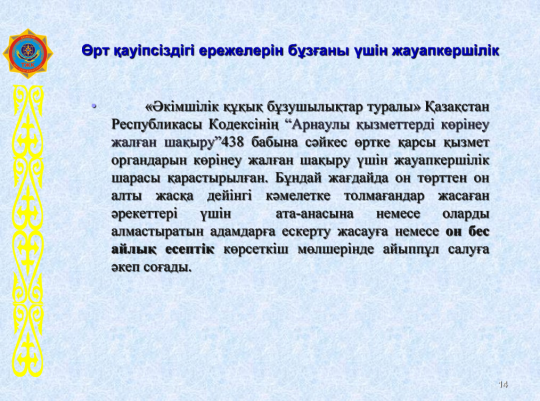 Өрт қауіпсіздігі ережелерін бұзғаны үшін жауапкершілік
«Әкімшілік құқық бұзушылықтар туралы» Қазақстан
Республикасы Кодексінің “Арнаулы қызметтерді көрінеу
жалған шақыру”438 бабына сәйкес өртке қарсы қызмет
органдарын көрінеу жалған шақыру үшін жауапкершілік
шарасы қарастырылған. Бұндай жағдайда он төрттен он
алты жасқа дейінгі кәмелетке толмағандар жасаған
әрекеттері үшін ата-анасына немесе оларды
алмастыратын адамдарға ескерту жасауға немесе он бес
айлық есептік көрсеткіш мөлшерінде айыппұл салуға
әкеп соғады.
14